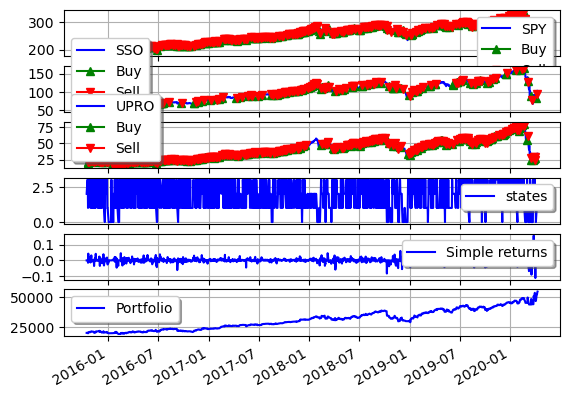 300
200
SPY
Buy
SSO
Buy
Sell
150
100
50
UPRO
Buy
Sell
75
50
25
2.5
0.0
states
0.1
0.0
−0.1
Simple returns
50000
25000
Portfolio
2016-01
2016-07
2017-01
2017-07
2018-01
2018-07
2019-01
2019-07
2020-01